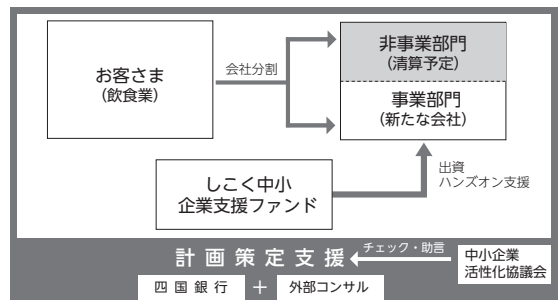 お客さま
(飲食業)
会社分割
非事業部門
(清算予定)
事業部門
(新たな会社)
しこく中小
企業支援ファンド
出資
ハンズオン支援
計画策定支援
チェック・助言
中小企業
活性化協議会
四国銀行 + 外部コンサル